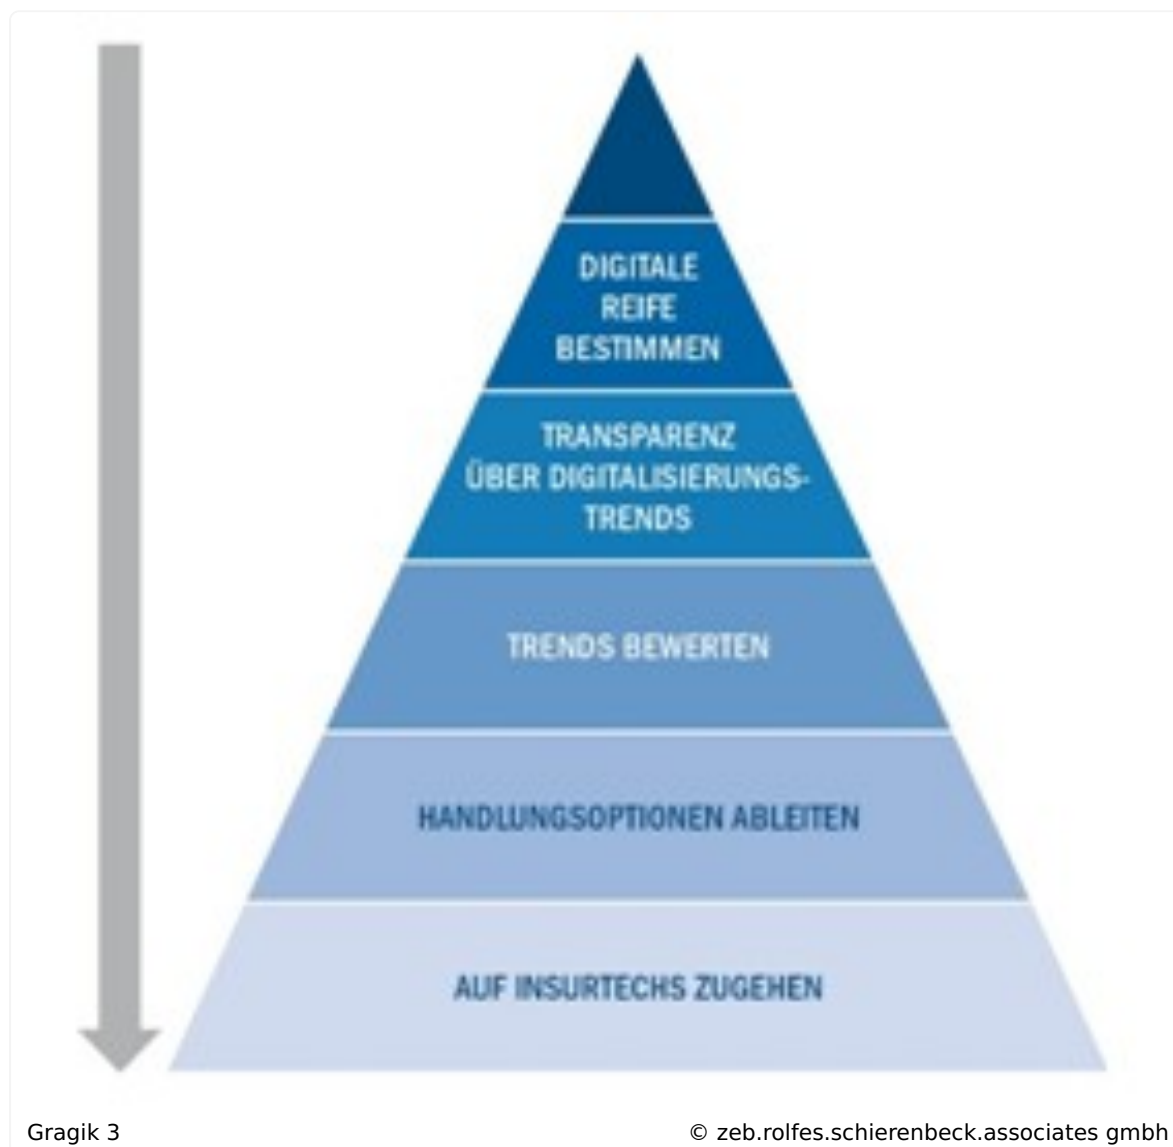 DIGITALE
REIFE
BESTIMMEN
TRANSPARENZ
ÜBER DIGITALISIERUNGS-
TRENDS
TRENDS BEWERTEN
HANDLUNGSOPTIONEN ABLEITEN
AUF INSURTECHS ZUGEHEN
Gragik 3
© zeb.rolfes.schierenbeck.associates gmbh